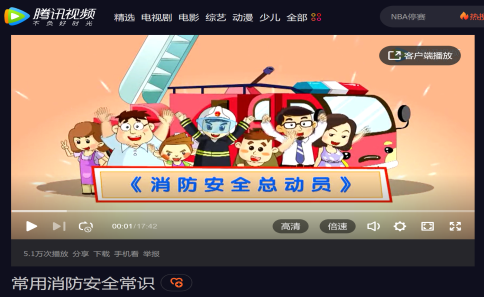 腾讯视频
不负好时光
精选 电视剧 电影 综艺 动漫 少儿 全部
NBA停赛
热搜
客户端播放
《消防安全总动员》
00:01/17:42
高清
倍速
5.1万次播放 分享 下载 手机看 举报
常用消防安全常识